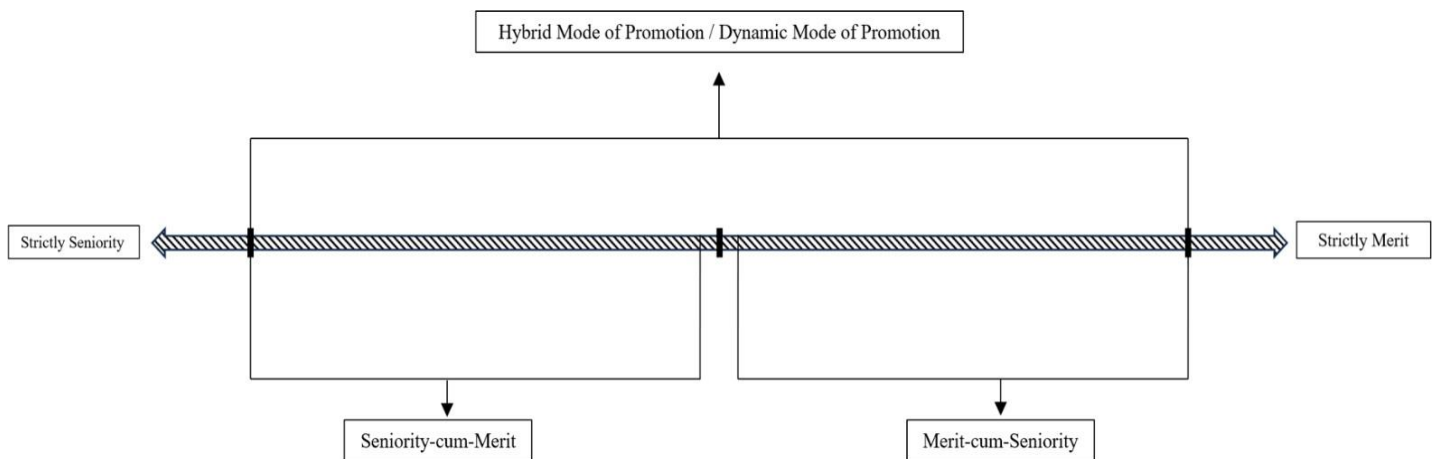 Hybrid Mode of Promotion / Dynamic Mode of Promotion
Strictly Seniority
Strictly Merit
Seniority-cum-Merit
Merit-cum-Seniority